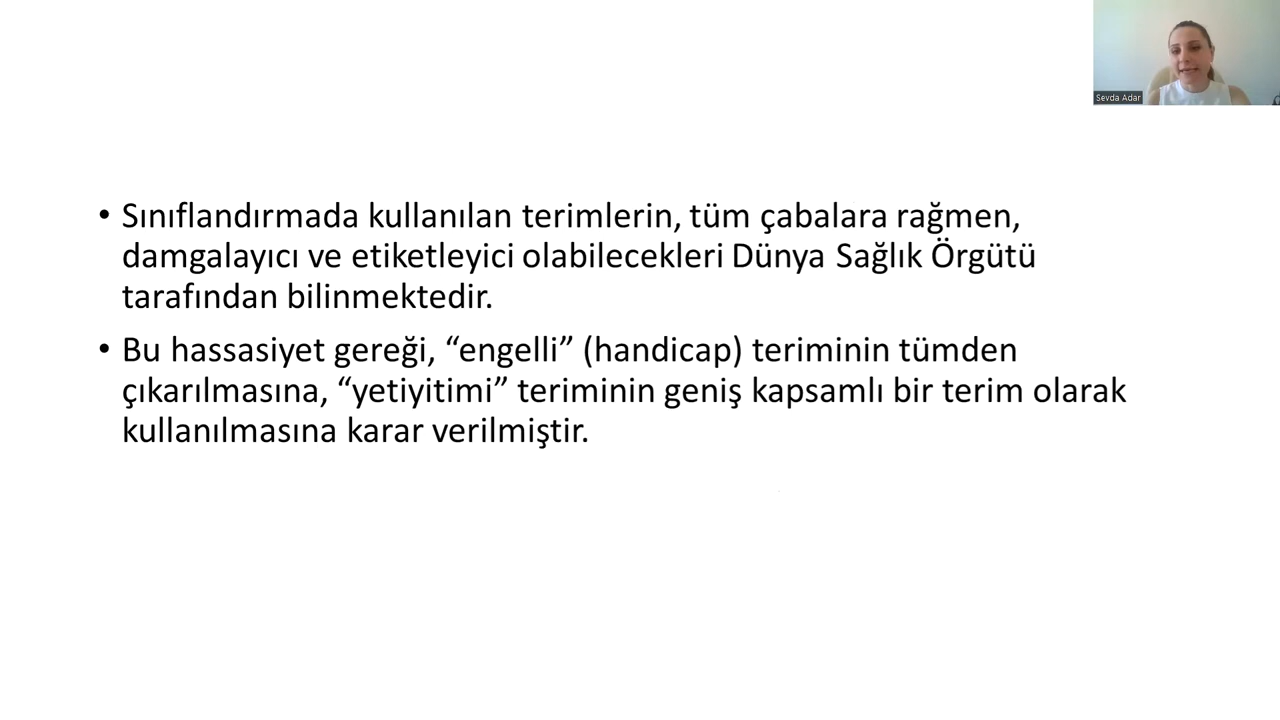 Sevda Adar
• Sınıflandırmada kullanılan terimlerin, tüm çabalara rağmen,
damgalayıcı ve etiketleyici olabilecekleri Dünya Sağlık Örgütü
tarafından bilinmektedir.
• Bu hassasiyet gereği, “engelli” (handicap) teriminin tümden
çıkarılmasına, “yetiyitimi” teriminin geniş kapsamlı bir terim olarak
kullanılmasına karar verilmiştir.